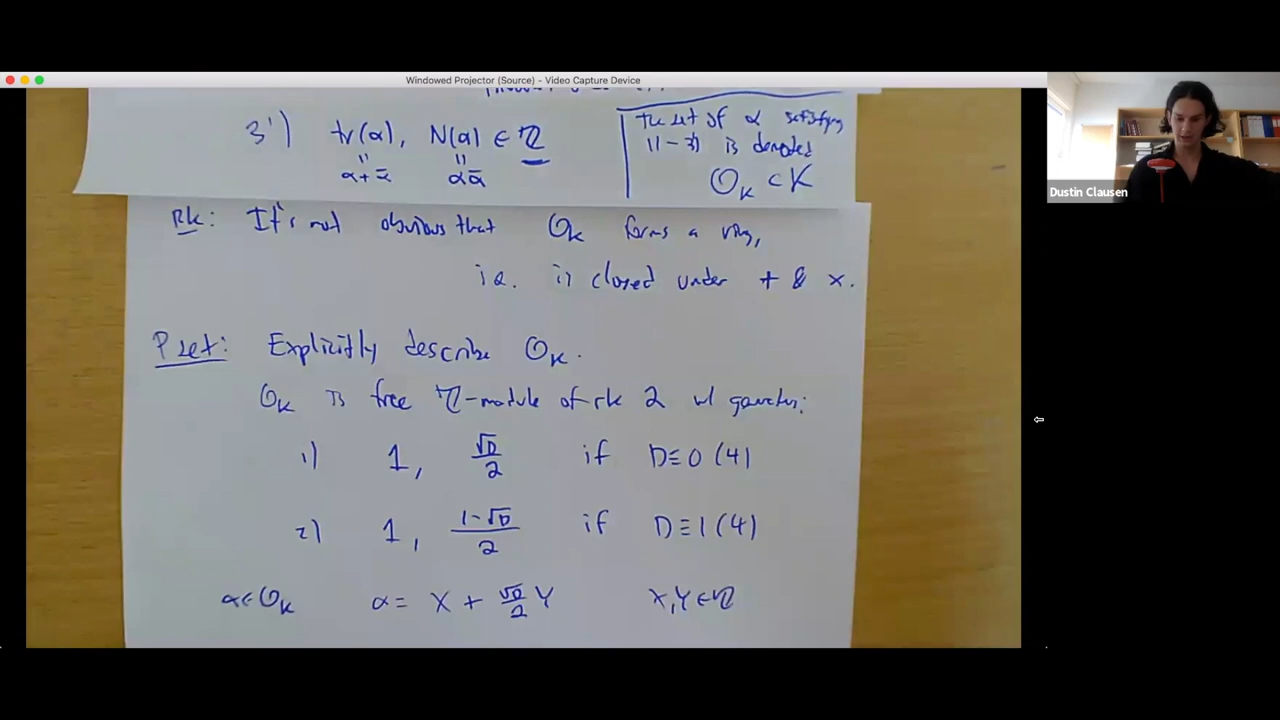 Windowed Projector (Source) - Video Capture Device
3') tr(α), N(α) ∈ ℤ
" "
α+ᾱ αᾱ
The set of α satisfying
1)-3) is denoted
O_K ⊂ K
Dustin Clausen
Rk: It's not obvious that O_K forms a ring,
i.e. is closed under + & ×.
Pset: Explicitly describe O_K.
O_K is free ℤ-module of rk 2 w/ generators:
1) 1, √D/2 if D≡0 (4)
2) 1, (1-√D)/2 if D≡1 (4)
α∈O_K α = X + √D/2 Y X,Y∈ℤ